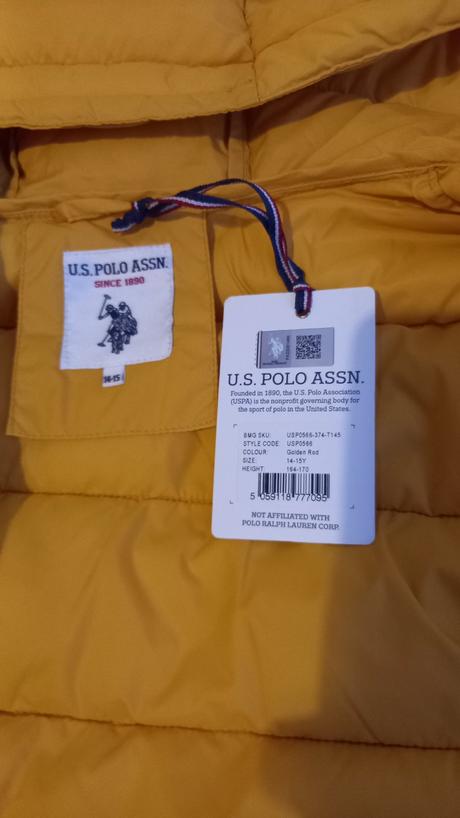 U.S. POLO ASSN.
SINCE 1890
14-15
U.S. POLO ASSN.
Founded in 1890, the U.S. Polo Association
(USPA) is the nonprofit governing body for
the sport of polo in the United States.
BMG SKU: USP0566-374-T145
STYLE CODE: USP0566
COLOUR: Golden Rod
SIZE: 14-15Y
HEIGHT: 164-170
5 059118 777095
NOT AFFILIATED WITH
POLO RALPH LAUREN CORP.